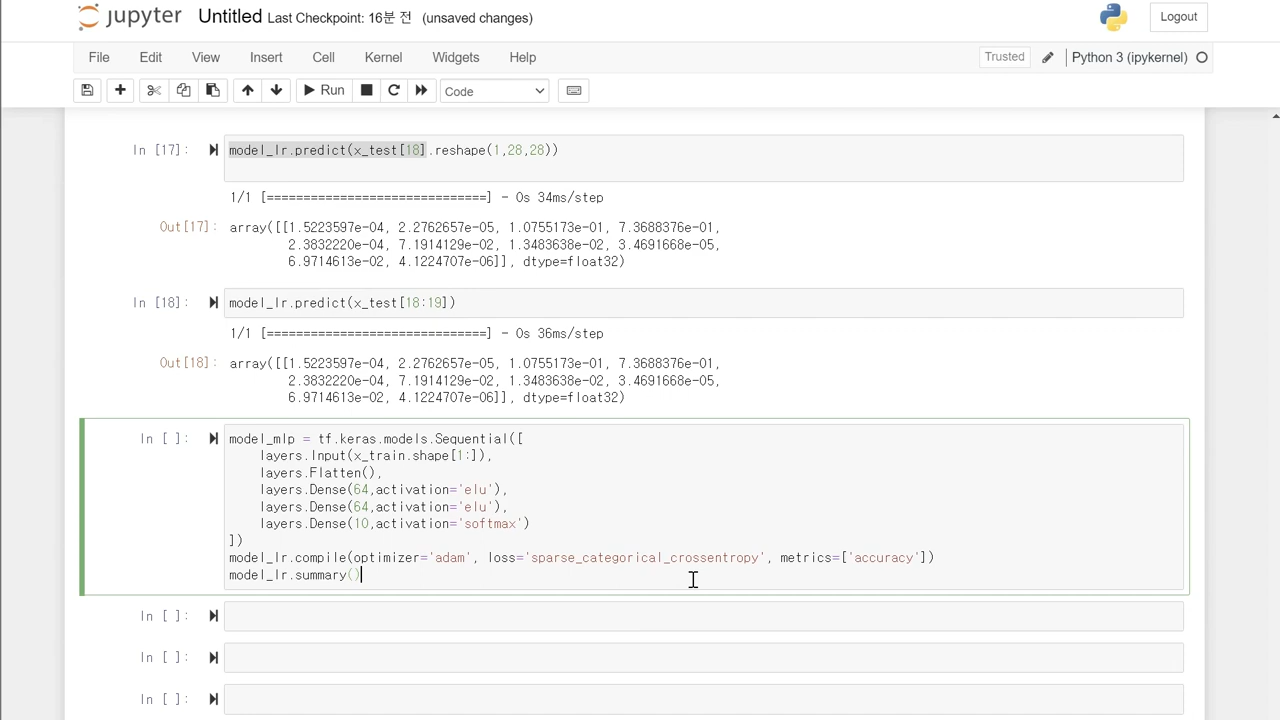 jupyter Untitled Last Checkpoint: 16분 전 (unsaved changes) Logout
File Edit View Insert Cell Kernel Widgets Help Trusted Python 3 (ipykernel)
Run Code
In [17]: model_lr.predict(x_test[18].reshape(1,28,28))
1/1 [==============================] - 0s 34ms/step
Out[17]: array([[1.5223597e-04, 2.2762657e-05, 1.0755173e-01, 7.3688376e-01,
2.3832220e-04, 7.1914129e-02, 1.3483638e-02, 3.4691668e-05,
6.9714613e-02, 4.1224707e-06]], dtype=float32)
In [18]: model_lr.predict(x_test[18:19])
1/1 [==============================] - 0s 36ms/step
Out[18]: array([[1.5223597e-04, 2.2762657e-05, 1.0755173e-01, 7.3688376e-01,
2.3832220e-04, 7.1914129e-02, 1.3483638e-02, 3.4691668e-05,
6.9714613e-02, 4.1224707e-06]], dtype=float32)
In [ ]: model_mlp = tf.keras.models.Sequential([
layers.Input(x_train.shape[1:]),
layers.Flatten(),
layers.Dense(64,activation='elu'),
layers.Dense(64,activation='elu'),
layers.Dense(10,activation='softmax')
])
model_lr.compile(optimizer='adam', loss='sparse_categorical_crossentropy', metrics=['accuracy'])
model_lr.summary()
In [ ]:
In [ ]:
In [ ]: